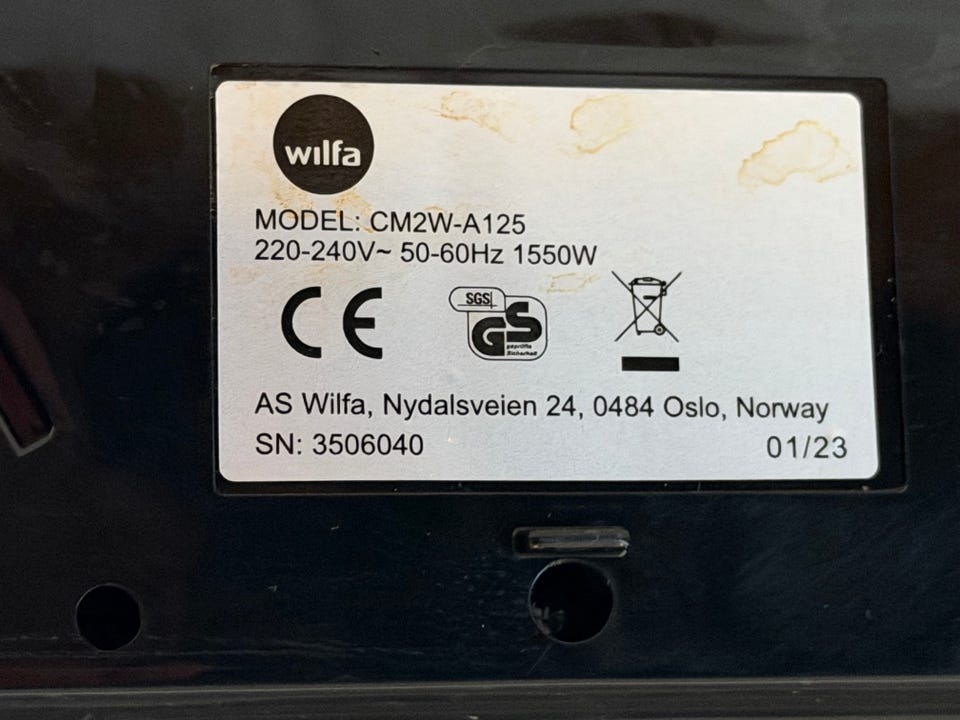 wilfa
MODEL: CM2W-A125
220-240V~ 50-60Hz 1550W
CE
SGS
GS
geprüfte
Sicherheit
AS Wilfa, Nydalsveien 24, 0484 Oslo, Norway
SN: 3506040
01/23